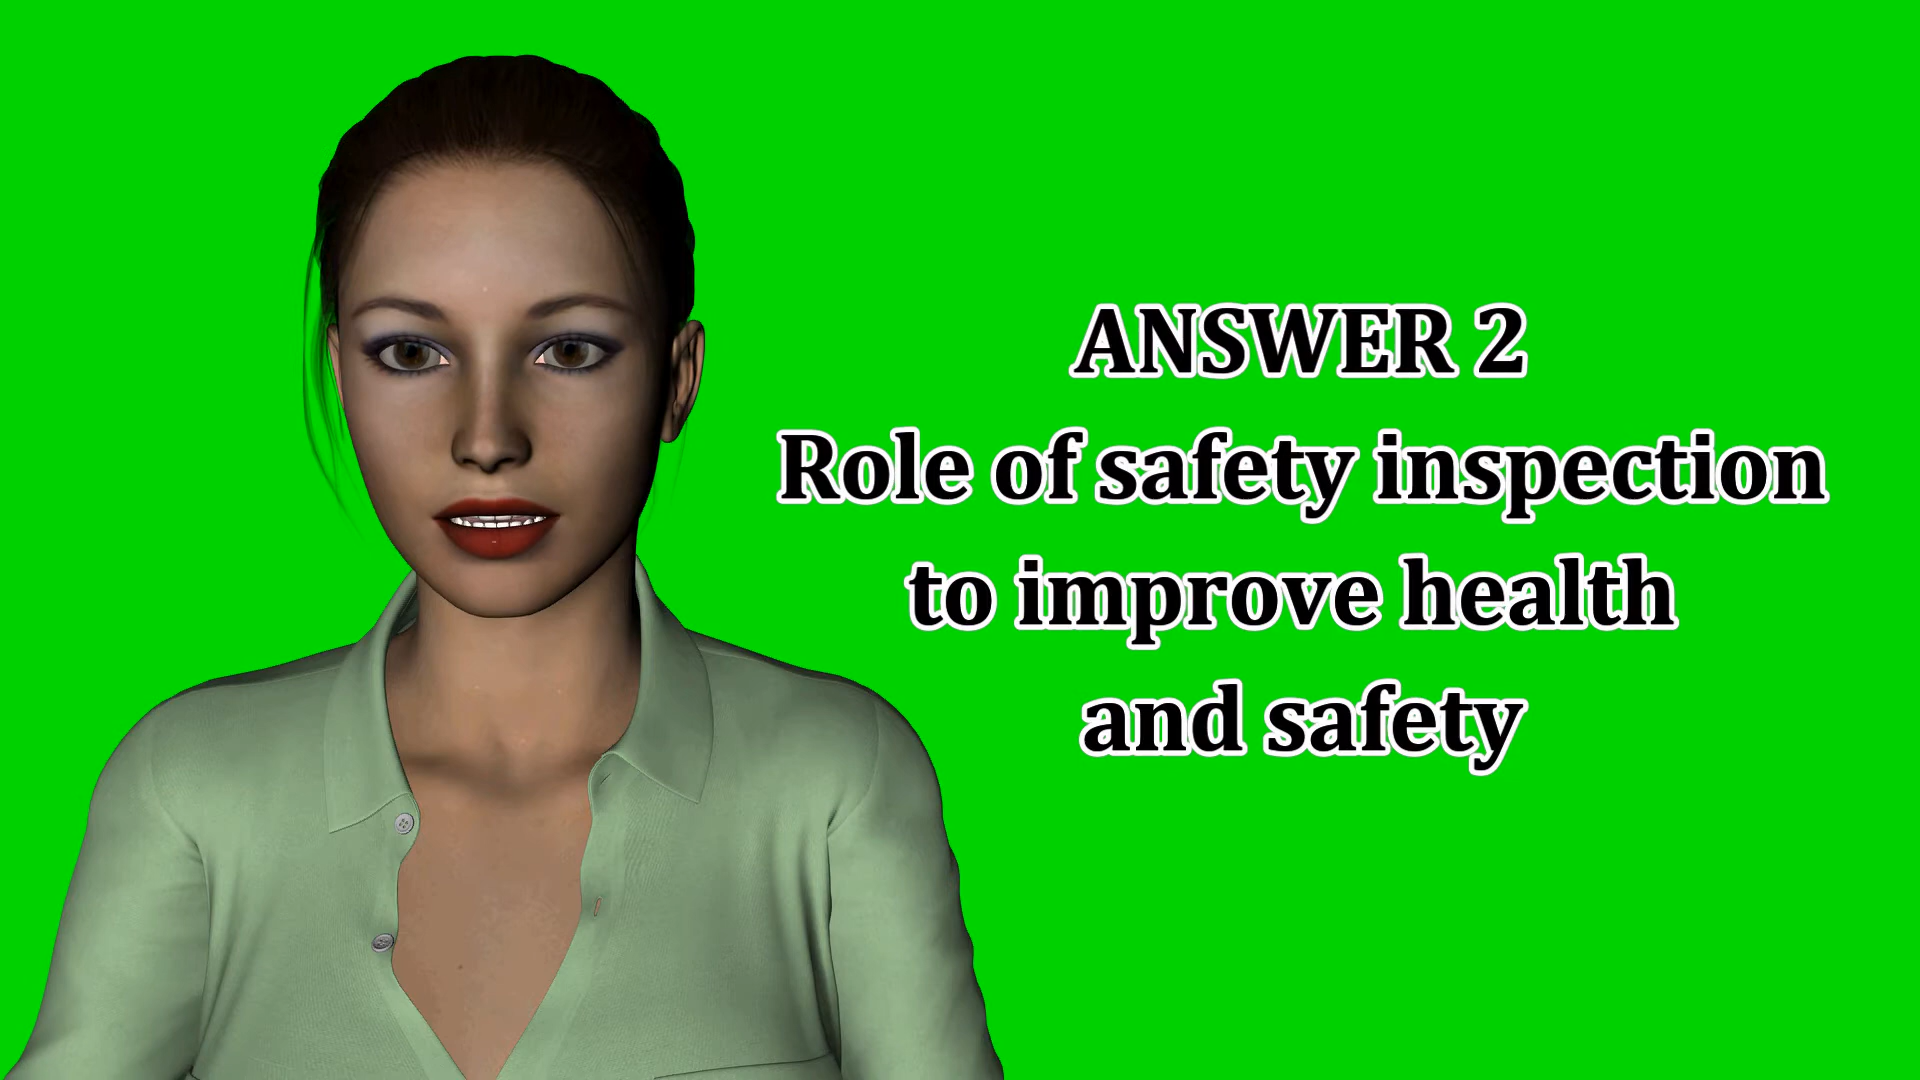 ANSWER 2
Role of safety inspection
to improve health
and safety